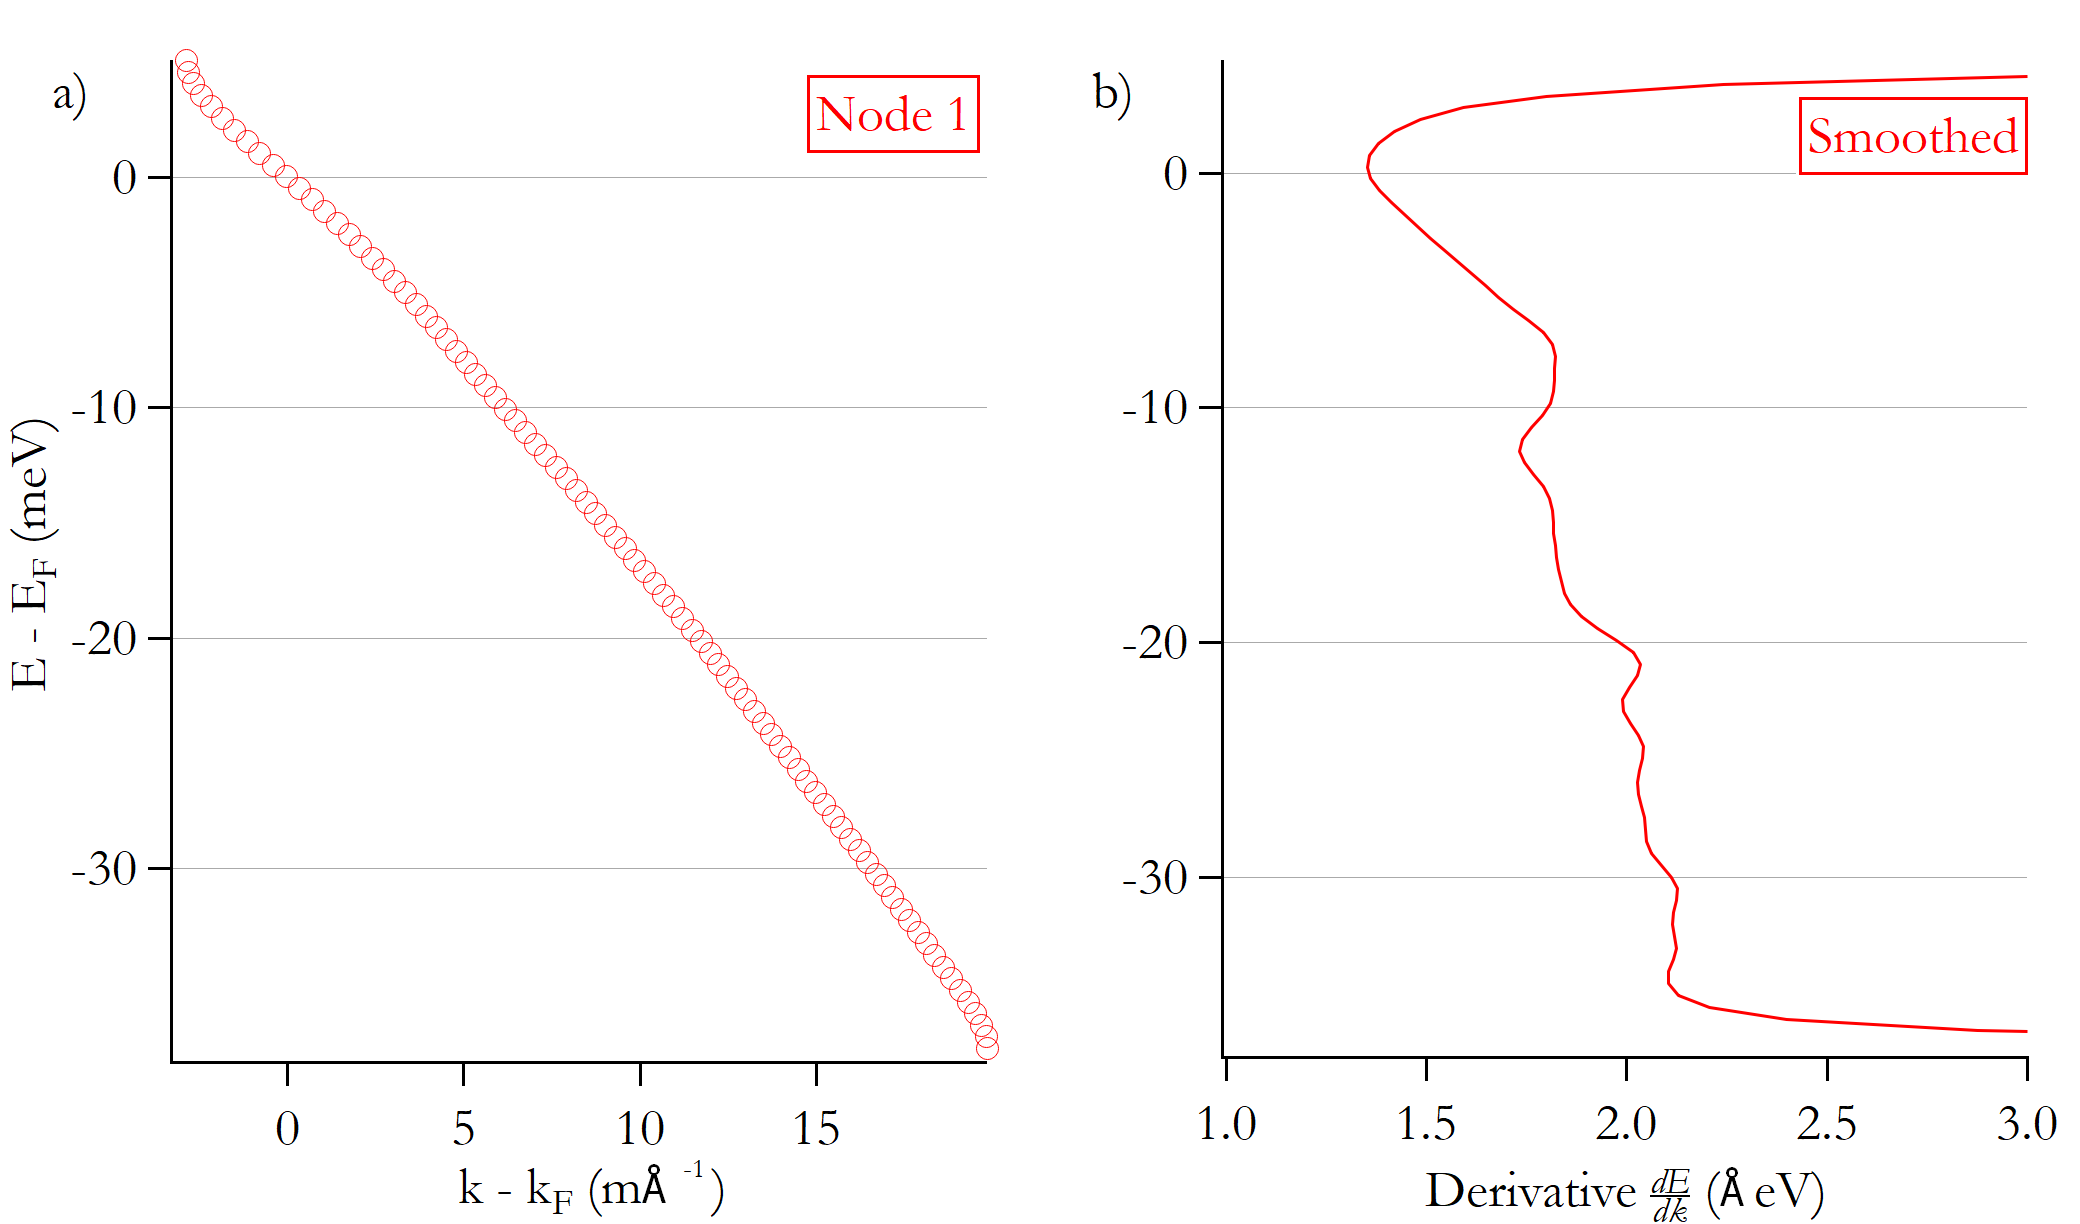 a)
Node 1
0
-10
-20
-30
E - E_F (meV)
0 5 10 15
k - k_F (mÅ⁻¹)
b)
Smoothed
0
-10
-20
-30
1.0 1.5 2.0 2.5 3.0
Derivative dE/dk (Å eV)